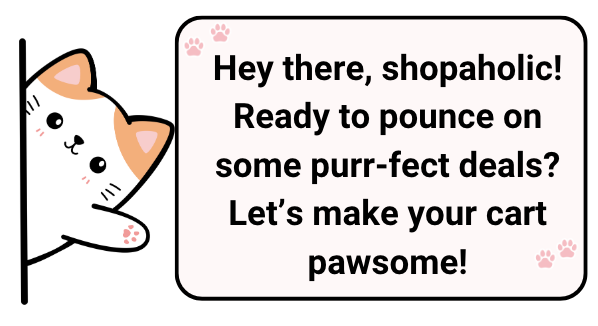 Hey there, shopaholic!
Ready to pounce on
some purr-fect deals?
Let’s make your cart
pawsome!